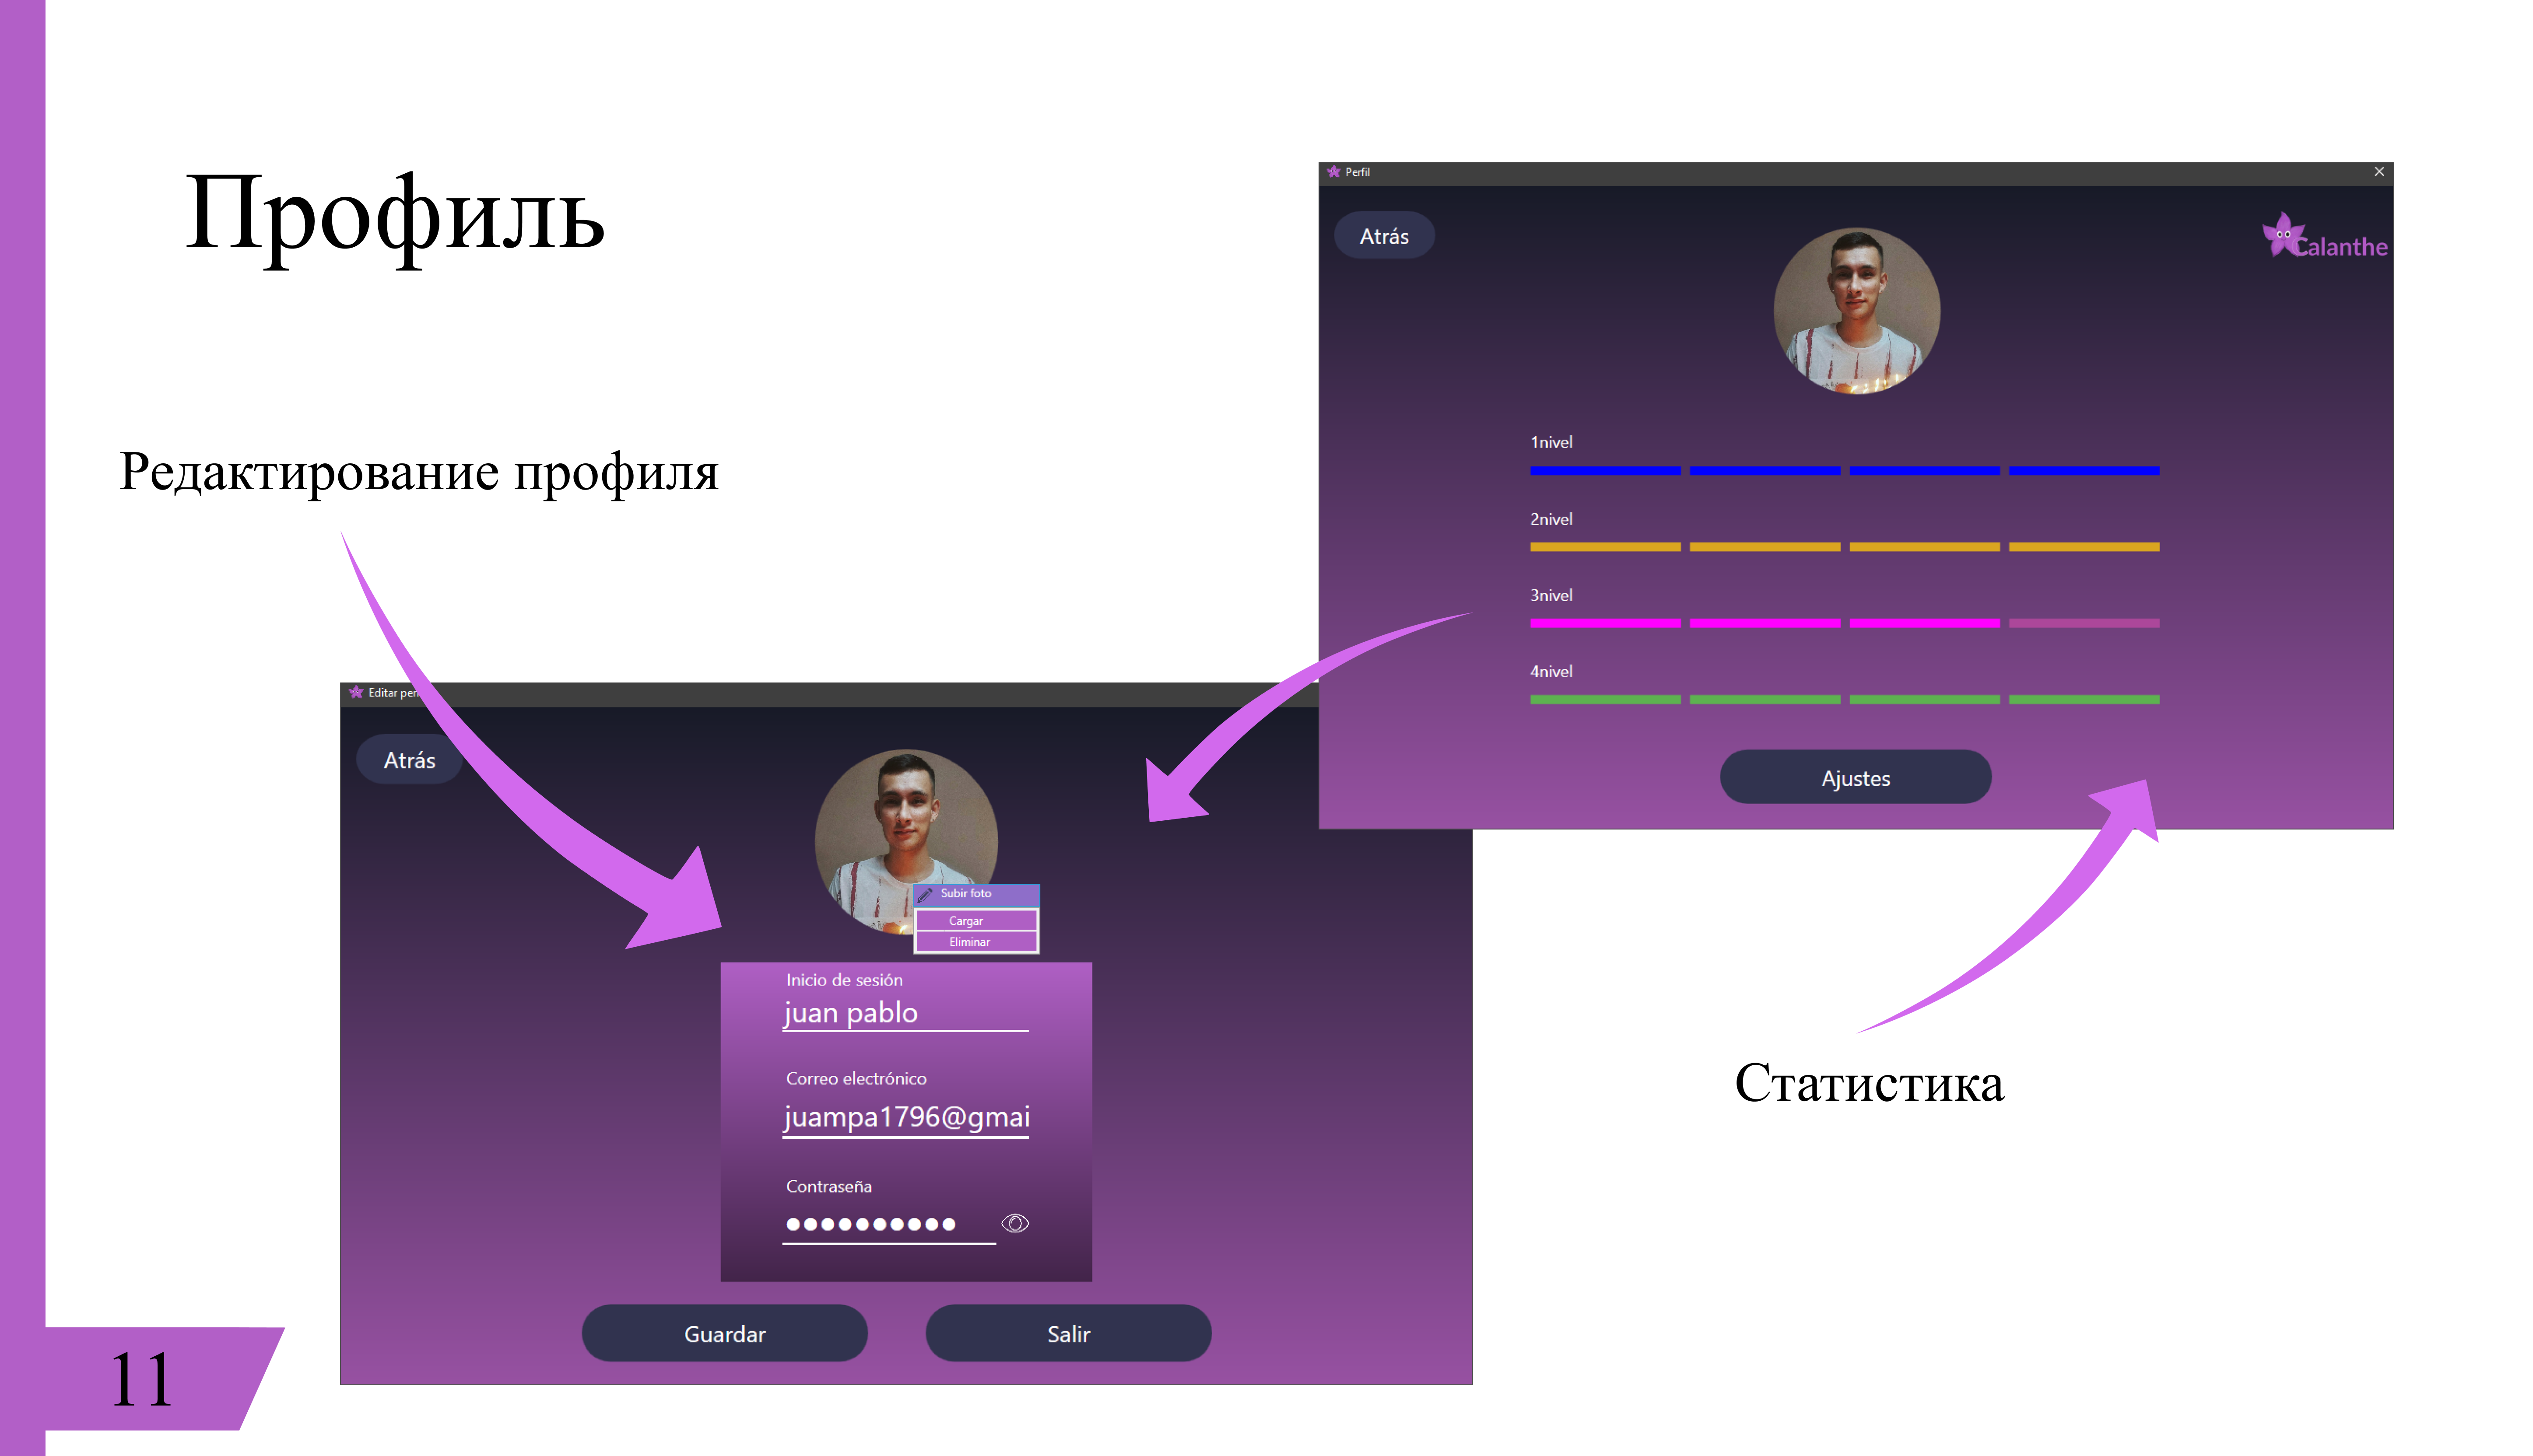 Профиль
Редактирование профиля
Perfil
Atrás
Calanthe
1nivel
2nivel
3nivel
4nivel
Ajustes
Editar per
Atrás
Subir foto
Cargar
Eliminar
Inicio de sesión
juan pablo
Correo electrónico
juampa1796@gmai
Contraseña
Guardar
Salir
Статистика
11